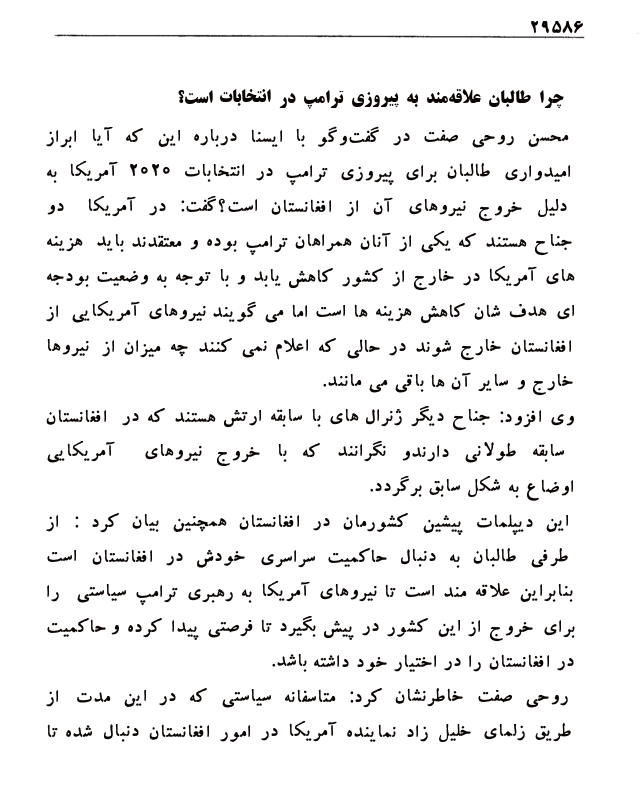 ۲۹۵۸۶
چرا طالبان علاقه‌مند به پیروزی ترامپ در انتخابات است؟
محسن روحی صفت در گفت‌وگو با ایسنا درباره این که آیا ابراز
امیدواری طالبان برای پیروزی ترامپ در انتخابات ۲۰۲۰ آمریکا به
دلیل خروج نیروهای آن از افغانستان است؟گفت: در آمریکا دو
جناح هستند که یکی از آنان همراهان ترامپ بوده و معتقدند باید هزینه
های آمریکا در خارج از کشور کاهش یابد و با توجه به وضعیت بودجه
ای هدف شان کاهش هزینه ها است اما می گویند نیروهای آمریکایی از
افغانستان خارج شوند در حالی که اعلام نمی کنند چه میزان از نیروها
خارج و سایر آن ها باقی می مانند.
وی افزود: جناح دیگر ژنرال های با سابقه ارتش هستند که در افغانستان
سابقه طولانی دارندو نگرانند که با خروج نیروهای آمریکایی
اوضاع به شکل سابق برگردد.
این دیپلمات پیشین کشورمان در افغانستان همچنین بیان کرد : از
طرفی طالبان به دنبال حاکمیت سراسری خودش در افغانستان است
بنابراین علاقه مند است تا نیروهای آمریکا به رهبری ترامپ سیاستی را
برای خروج از این کشور در پیش بگیرد تا فرصتی پیدا کرده و حاکمیت
در افغانستان را در اختیار خود داشته باشد.
روحی صفت خاطرنشان کرد: متاسفانه سیاستی که در این مدت از
طریق زلمای خلیل زاد نماینده آمریکا در امور افغانستان دنبال شده تا